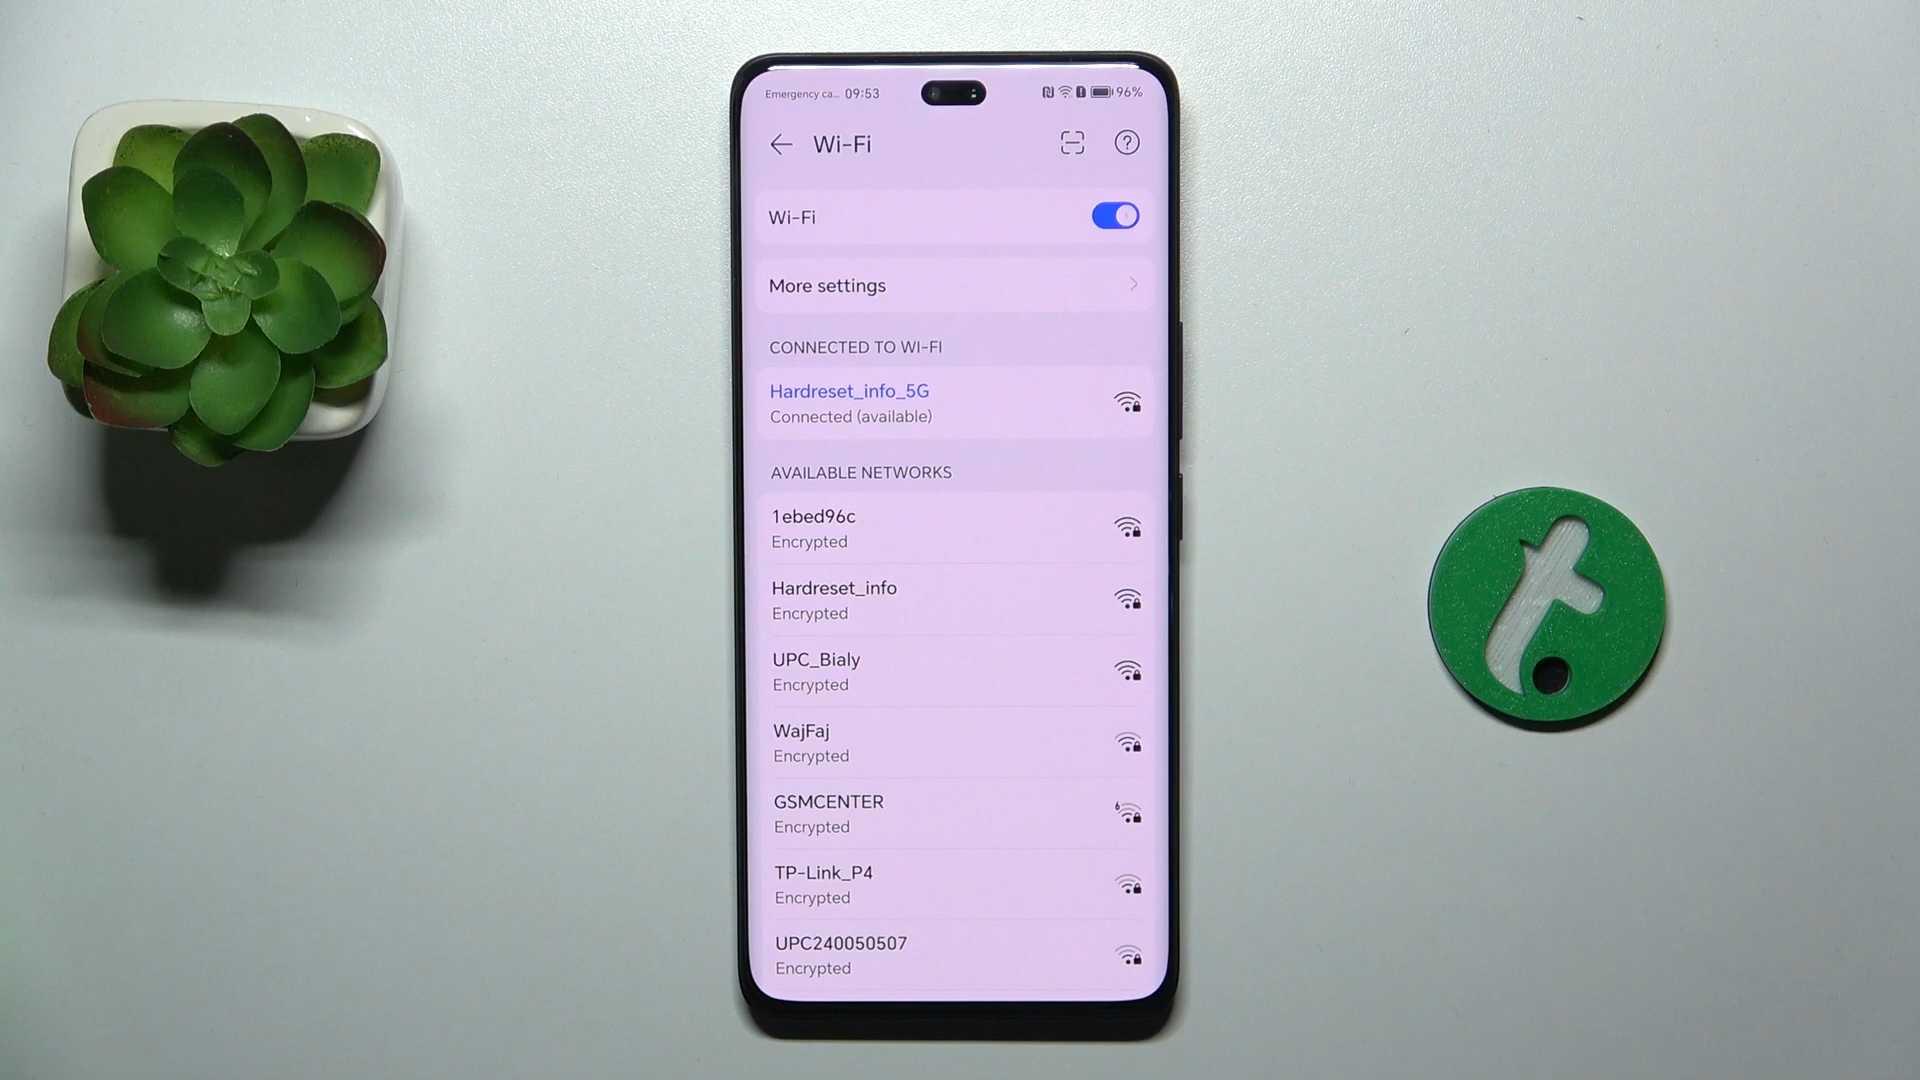 Emergency ca... 09:53 96%
Wi-Fi
Wi-Fi
More settings
CONNECTED TO WI-FI
Hardreset_info_5G
Connected (available)
AVAILABLE NETWORKS
1ebed96c
Encrypted
Hardreset_info
Encrypted
UPC_Bialy
Encrypted
WajFaj
Encrypted
GSMCENTER
Encrypted
6
TP-Link_P4
Encrypted
UPC240050507
Encrypted